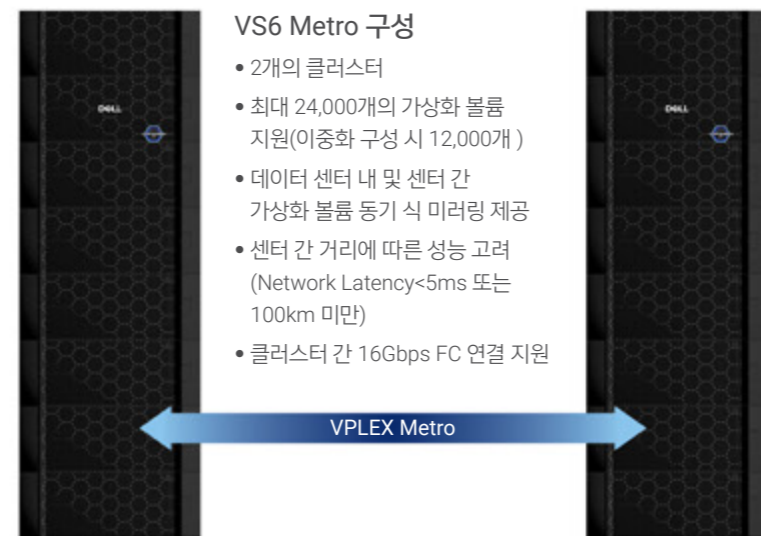 VS6 Metro 구성
• 2개의 클러스터
• 최대 24,000개의 가상화 볼륨
지원(이중화 구성 시 12,000개 )
• 데이터 센터 내 및 센터 간
가상화 볼륨 동기 식 미러링 제공
• 센터 간 거리에 따른 성능 고려
(Network Latency<5ms 또는
100km 미만)
• 클러스터 간 16Gbps FC 연결 지원
DELL
DELL
VPLEX Metro